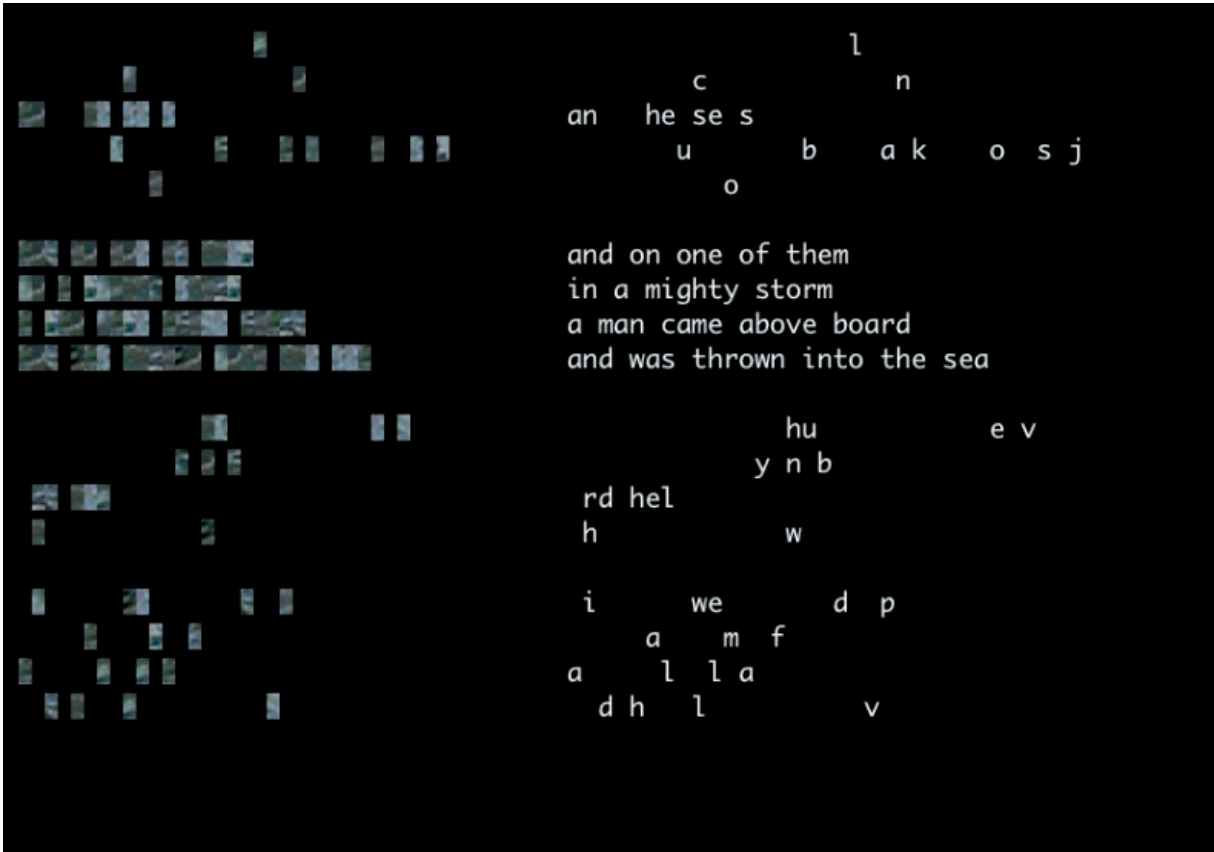 l
c n
an he se s
u b a k o s j
o
and on one of them
in a mighty storm
a man came above board
and was thrown into the sea
hu e v
y n b
rd hel
h w
i we d p
a m f
a l l a
d h l v